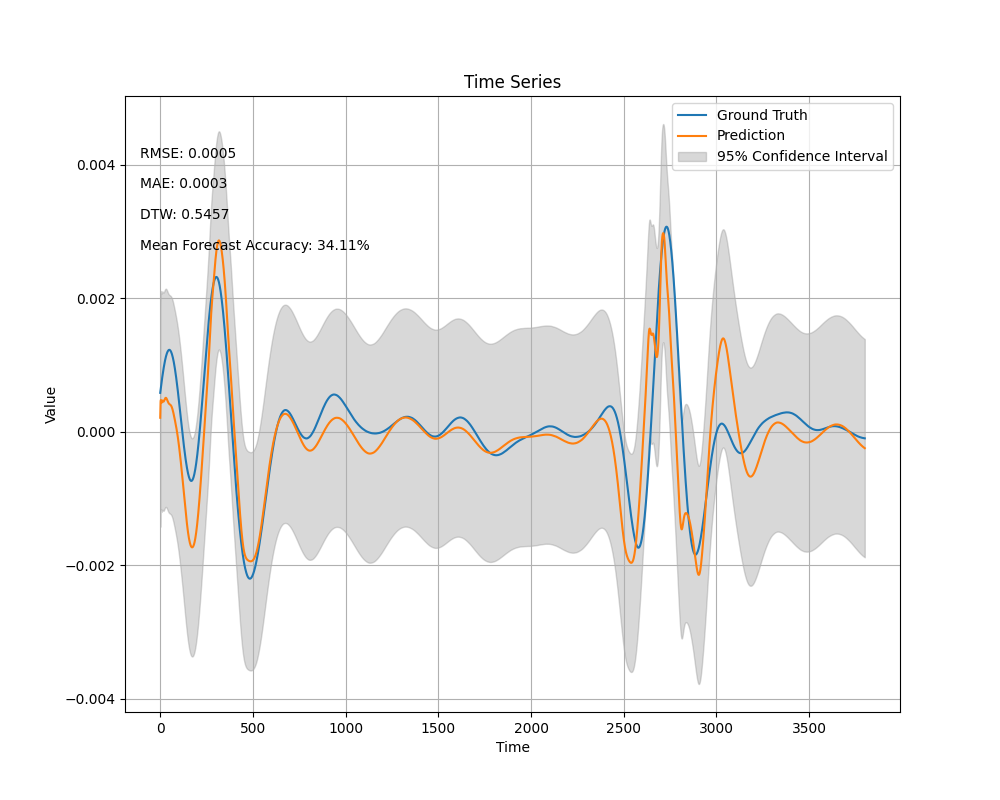 Time Series
Ground Truth
Prediction
95% Confidence Interval
RMSE: 0.0005
MAE: 0.0003
DTW: 0.5457
Mean Forecast Accuracy: 34.11%
0.004
0.002
0.000
−0.002
−0.004
Value
0 500 1000 1500 2000 2500 3000 3500
Time